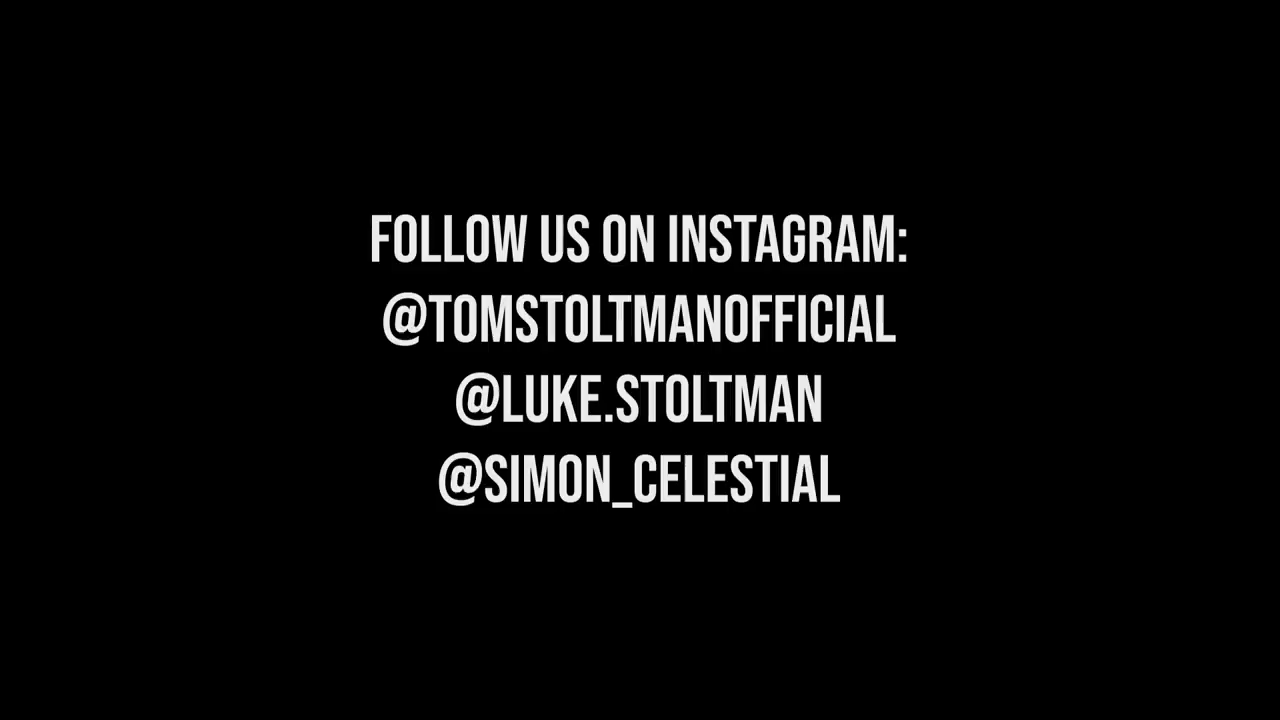 FOLLOW US ON INSTAGRAM:
@TOMSTOLTMANOFFICIAL
@LUKE.STOLTMAN
@SIMON_CELESTIAL